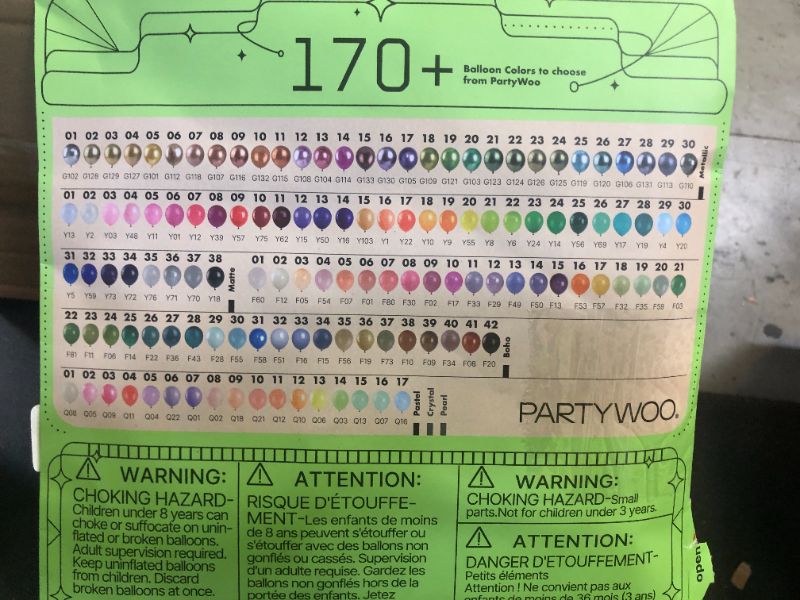 170+
Balloon Colors to choose
from PartyWoo
01 02 03 04 05 06 07 08 09 10 11 12 13 14 15 16 17 18 19 20 21 22 23 24 25 26 27 28 29 30
G102 G128 G129 G127 G101 G112 G118 G107 G116 G132 G115 G108 G104 G114 G133 G130 G105 G109 G121 G103 G123 G124 G126 G125 G119 G120 G106 G131 G113 G110
Metallic
01 02 03 04 05 06 07 08 09 10 11 12 13 14 15 16 17 18 19 20 21 22 23 24 25 26 27 28 29 30
Y13 Y2 Y03 Y48 Y11 Y01 Y12 Y39 Y57 Y75 Y62 Y15 Y50 Y16 Y103 Y1 Y22 Y10 Y9 Y55 Y8 Y6 Y24 Y14 Y56 Y69 Y17 Y19 Y4 Y20
31 32 33 34 35 36 37 38
Y5 Y59 Y73 Y72 Y76 Y71 Y70 Y18
Matte
01 02 03 04 05 06 07 08 09 10 11 12 13 14 15 16 17 18 19 20 21
F60 F12 F05 F54 F07 F01 F80 F30 F02 F17 F33 F29 F49 F50 F13 F53 F57 F32 F35 F58 F03
22 23 24 25 26 27 28 29 30 31 32 33 34 35 36 37 38 39 40 41 42
F81 F11 F06 F14 F22 F36 F43 F28 F55 F58 F51 F16 F15 F56 F19 F73 F10 F09 F34 F08 F20
Boho
01 02 03 04 05 06 07 08 09 10 11 12 13 14 15 16 17
Q08 Q05 Q09 Q11 Q04 Q22 Q01 Q02 Q18 Q21 Q12 Q10 Q06 Q03 Q13 Q07 Q16
Pastel
Crystal
Pearl
PARTYWOO®
WARNING:
CHOKING HAZARD-
Children under 8 years can
choke or suffocate on unin-
flated or broken balloons.
Adult supervision required.
Keep uninflated balloons
from children. Discard
broken balloons at once.
ATTENTION:
RISQUE D'ÉTOUFFE-
MENT-Les enfants de moins
de 8 ans peuvent s'étouffer ou
s'étouffer avec des ballons non
gonflés ou cassés. Supervision
d'un adulte requise. Gardez les
ballons non gonflés hors de la
portée des enfants. Jetez
WARNING:
CHOKING HAZARD-Small
parts.Not for children under 3 years.
ATTENTION:
DANGER D'ETOUFFEMENT-
Petits éléments
Attention ! Ne convient pas aux
enfants de moins de 36 mois (3 ans)
open